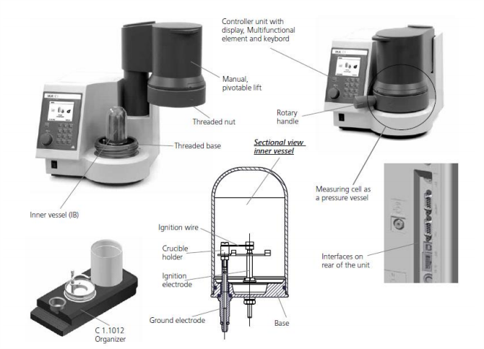 Controller unit with
display, Multifunctional
element and keybord
Manual,
pivotable lift
Rotary
handle
Threaded nut
Threaded base
Sectional view
inner vessel
Measuring cell as
a pressure vessel
Inner vessel (IB)
Ignition wire
Crucible
holder
Ignition
electrode
Interfaces on
rear of the unit
C 1.1012
Organizer
Ground electrode
Base